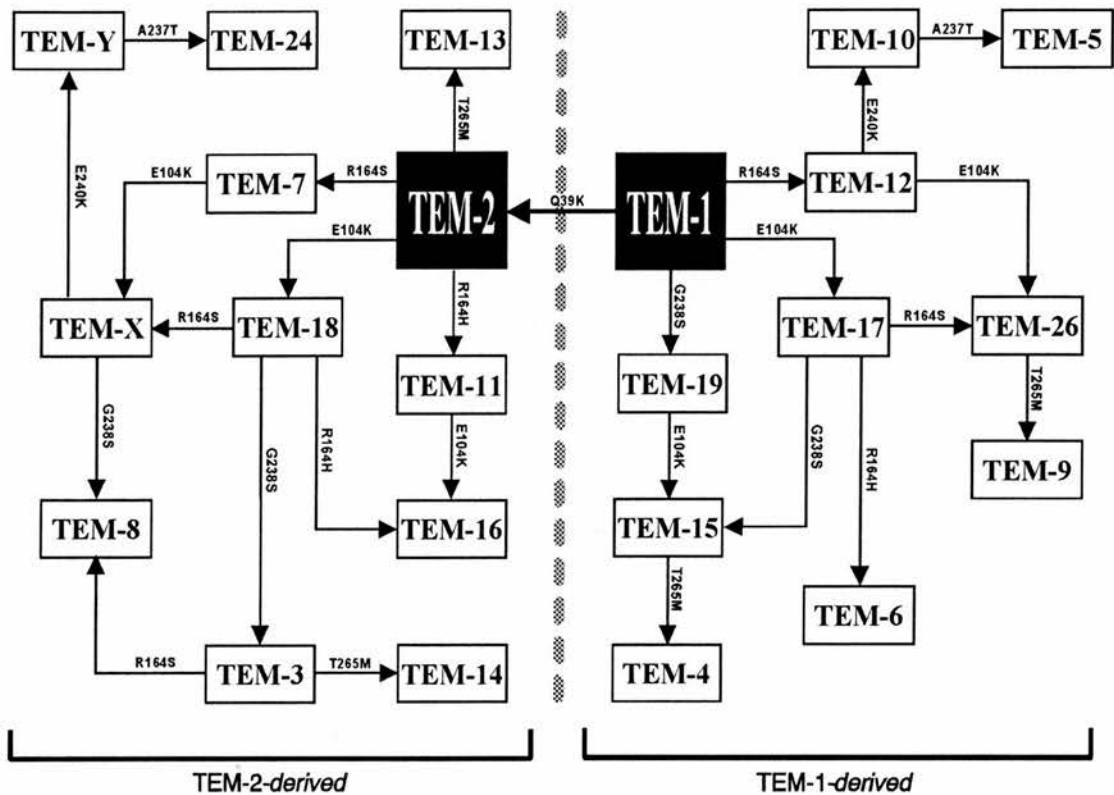 TEM-Y
A237T
TEM-24
TEM-13
TEM-10
A237T
TEM-5
E240K
T265M
E240K
E104K
TEM-7
R164S
TEM-2
Q39K
TEM-1
R164S
TEM-12
E104K
E104K
R164H
G238S
E104K
TEM-X
R164S
TEM-18
TEM-17
R164S
TEM-26
G238S
G238S
R164H
TEM-11
E104K
TEM-19
E104K
G238S
R164H
T265M
TEM-9
TEM-8
TEM-16
TEM-15
T265M
TEM-6
R164S
TEM-3
T265M
TEM-14
TEM-4
TEM-2-derived
TEM-1-derived